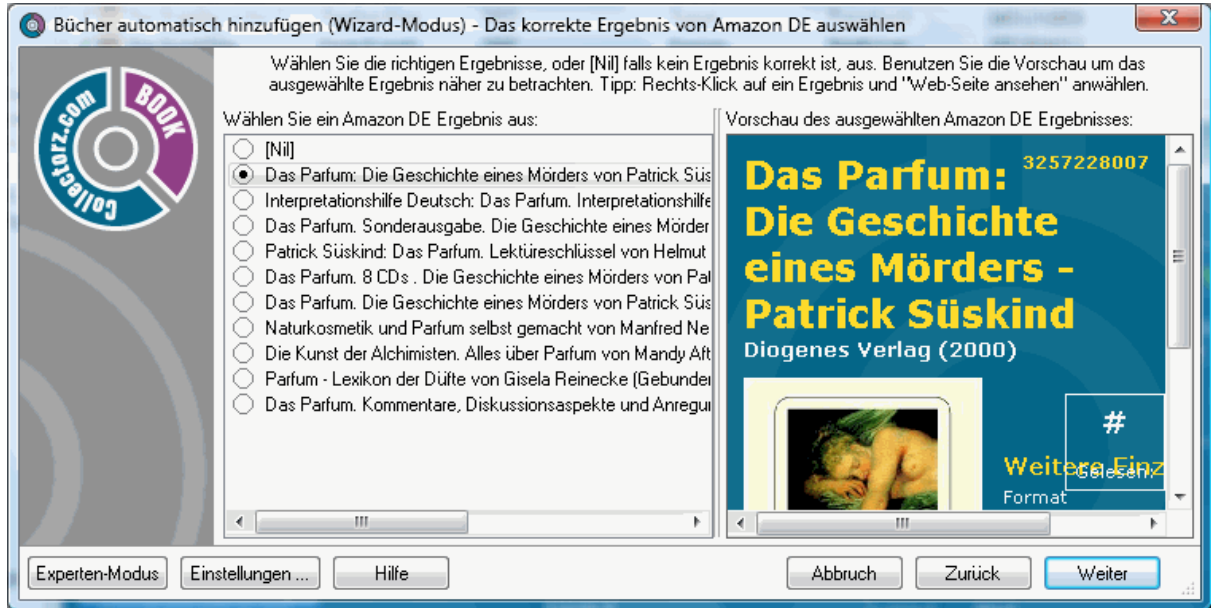 Bücher automatisch hinzufügen (Wizard-Modus) - Das korrekte Ergebnis von Amazon DE auswählen
Collectorz.com
BOOK
Wählen Sie die richtigen Ergebnisse, oder [Nil] falls kein Ergebnis korrekt ist, aus. Benutzen Sie die Vorschau um das
ausgewählte Ergebnis näher zu betrachten. Tipp: Rechts-Klick auf ein Ergebnis und "Web-Seite ansehen" anwählen.
Wählen Sie ein Amazon DE Ergebnis aus:
[Nil]
Das Parfum: Die Geschichte eines Mörders von Patrick Süs
Interpretationshilfe Deutsch: Das Parfum. Interpretationshilfe
Das Parfum. Sonderausgabe. Die Geschichte eines Mörder
Patrick Süskind: Das Parfum. Lektüreschlüssel von Helmut
Das Parfum. 8 CDs . Die Geschichte eines Mörders von Pat
Das Parfum. Die Geschichte eines Mörders von Patrick Süs
Naturkosmetik und Parfum selbst gemacht von Manfred Ne
Die Kunst der Alchimisten. Alles über Parfum von Mandy Aft
Parfum - Lexikon der Düfte von Gisela Reinecke (Gebunder
Das Parfum. Kommentare, Diskussionsaspekte und Anregur
Vorschau des ausgewählten Amazon DE Ergebnisses:
Das Parfum:
3257228007
Die Geschichte
eines Mörders -
Patrick Süskind
Diogenes Verlag (2000)
#
Weitere Einz
Gelesen:
Format
Experten-Modus
Einstellungen ...
Hilfe
Abbruch
Zurück
Weiter